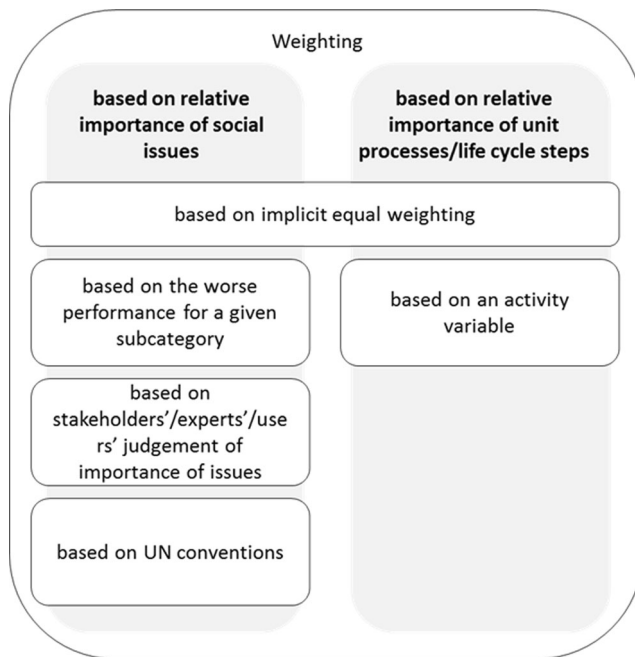 Weighting
based on relative
importance of social
issues
based on relative
importance of unit
processes/life cycle steps
based on implicit equal weighting
based on the worse
performance for a given
subcategory
based on an activity
variable
based on
stakeholders’/experts’/use
rs’ judgement of
importance of issues
based on UN conventions